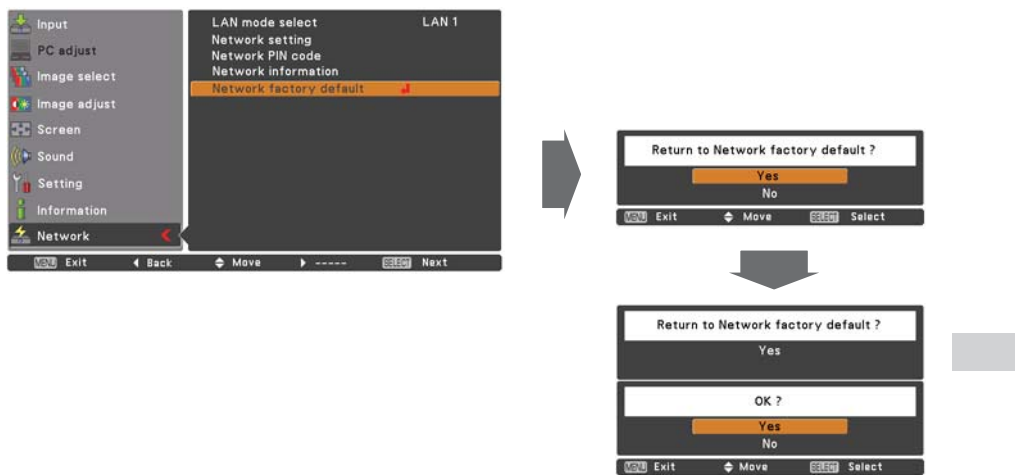 Input
PC adjust
Image select
Image adjust
Screen
Sound
Setting
Information
Network
LAN mode select LAN 1
Network setting
Network PIN code
Network information
Network factory default
MENU Exit Back Move ----- SELECT Next
Return to Network factory default ?
Yes
No
MENU Exit Move SELECT Select
Return to Network factory default ?
Yes
OK ?
Yes
No
MENU Exit Move SELECT Select